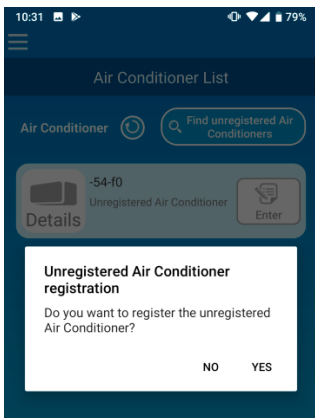 10:31 79%
Air Conditioner List
Air Conditioner
Find unregistered Air
Conditioners
-54-f0
Unregistered Air Conditioner
Details
Enter
Unregistered Air Conditioner
registration
Do you want to register the unregistered
Air Conditioner?
NO YES